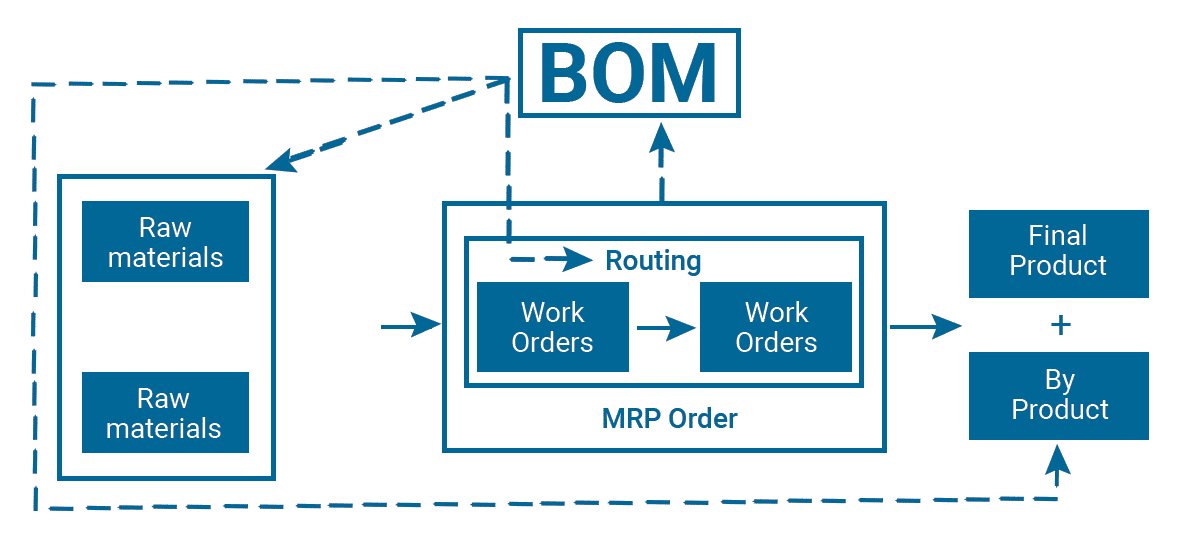 BOM
Raw
materials
Raw
materials
Routing
Work
Orders
Work
Orders
MRP Order
Final
Product
+
By
Product